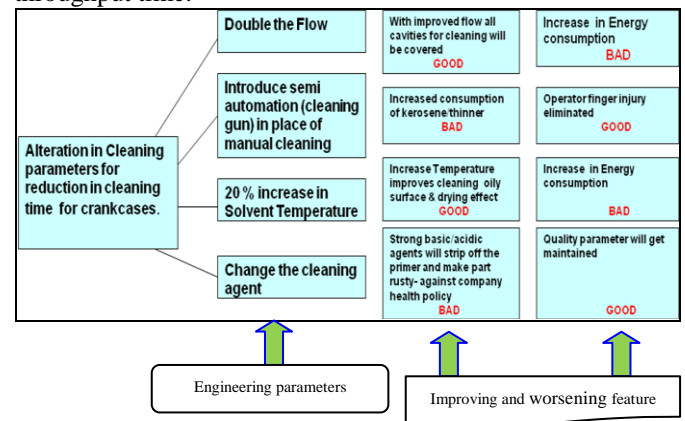 throughput time.
Double the Flow
With improved flow all
cavities for cleaning will
be covered
GOOD
Increase in Energy
consumption
BAD
Introduce semi
automation (cleaning
gun) in place of
manual cleaning
Increased consumption
of kerosene/thinner
BAD
Operator finger injury
eliminated
GOOD
Alteration in Cleaning
parameters for
reduction in cleaning
time for crankcases.
20 % increase in
Solvent Temperature
Increase Temperature
improves cleaning oily
surface & drying effect
GOOD
Increase in Energy
consumption
BAD
Change the cleaning
agent
Strong basic/acidic
agents will strip off the
primer and make part
rusty- against company
health policy
BAD
Quality parameter will get
maintained
GOOD
Engineering parameters
Improving and worsening feature